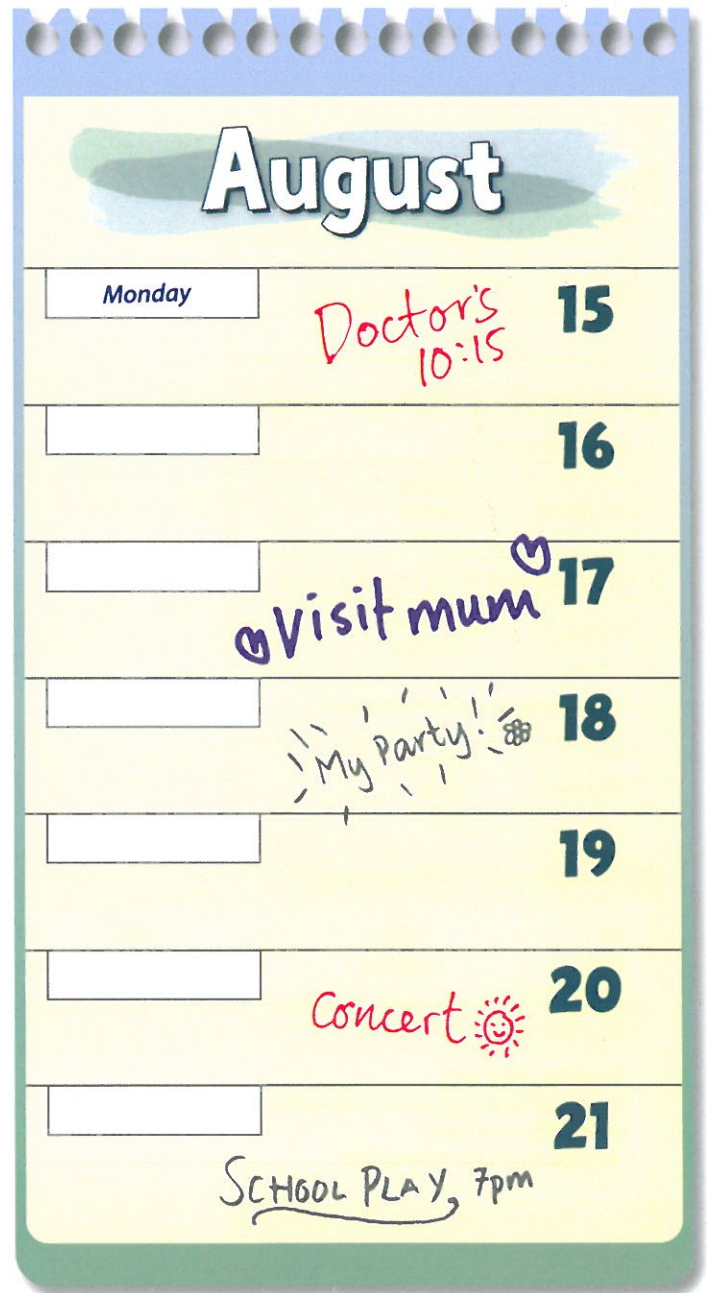 August
Monday
Doctor's
10:15
15
16
Visit mum
17
My Party!
18
19
Concert
20
21
SCHOOL PLAY, 7pm